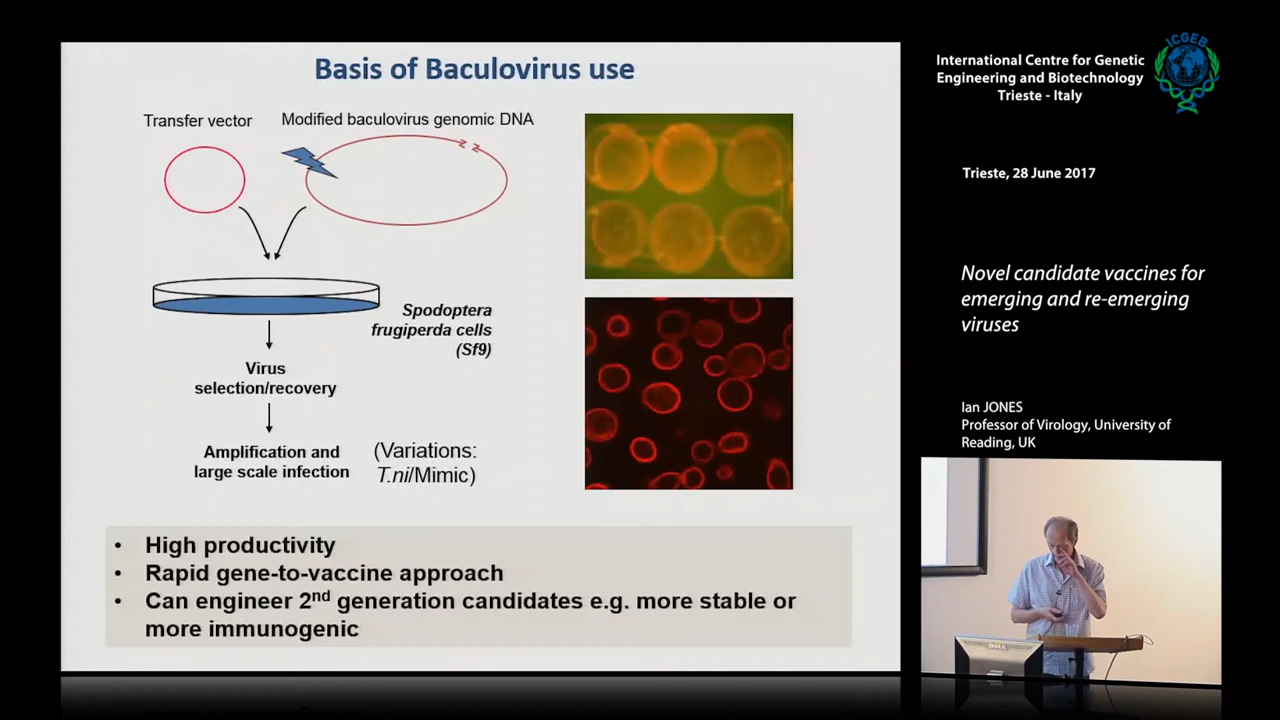 Basis of Baculovirus use
Transfer vector
Modified baculovirus genomic DNA
Spodoptera
frugiperda cells
(Sf9)
Virus
selection/recovery
Amplification and
large scale infection
(Variations:
T.ni/Mimic)
• High productivity
• Rapid gene-to-vaccine approach
• Can engineer 2nd generation candidates e.g. more stable or
more immunogenic
International Centre for Genetic
Engineering and Biotechnology
Trieste - Italy
ICGEB
Trieste, 28 June 2017
Novel candidate vaccines for
emerging and re-emerging
viruses
Ian JONES
Professor of Virology, University of
Reading, UK